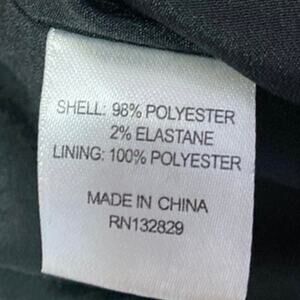 SHELL: 98% POLYESTER
2% ELASTANE
LINING: 100% POLYESTER
MADE IN CHINA
RN132829